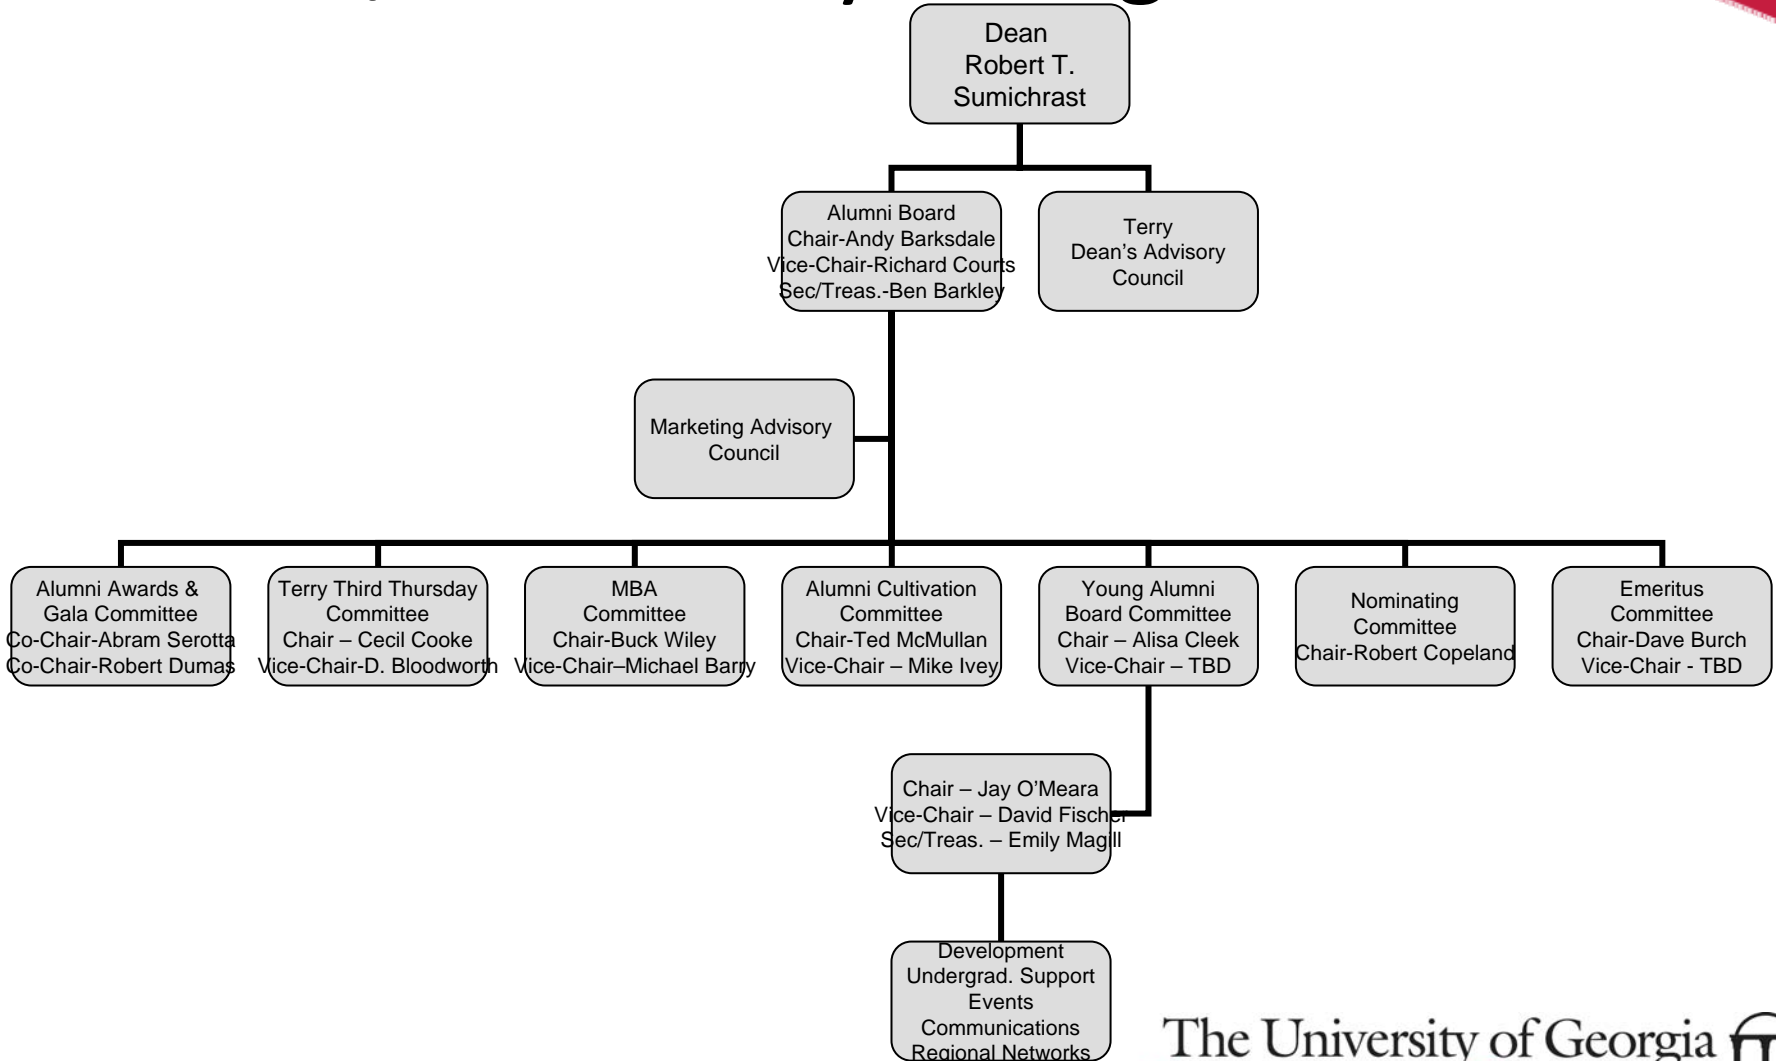 Dean
Robert T.
Sumichrast
Alumni Board
Chair-Andy Barksdale
Vice-Chair-Richard Courts
Sec/Treas.-Ben Barkley
Terry
Dean’s Advisory
Council
Marketing Advisory
Council
Alumni Awards &
Gala Committee
Co-Chair-Abram Serotta
Co-Chair-Robert Dumas
Terry Third Thursday
Committee
Chair – Cecil Cooke
Vice-Chair-D. Bloodworth
MBA
Committee
Chair-Buck Wiley
Vice-Chair–Michael Barry
Alumni Cultivation
Committee
Chair-Ted McMullan
Vice-Chair – Mike Ivey
Young Alumni
Board Committee
Chair – Alisa Cleek
Vice-Chair – TBD
Nominating
Committee
Chair-Robert Copeland
Emeritus
Committee
Chair-Dave Burch
Vice-Chair - TBD
Chair – Jay O’Meara
Vice-Chair – David Fischer
Sec/Treas. – Emily Magill
Development
Undergrad. Support
Events
Communications
Regional Networks
The University of Georgia